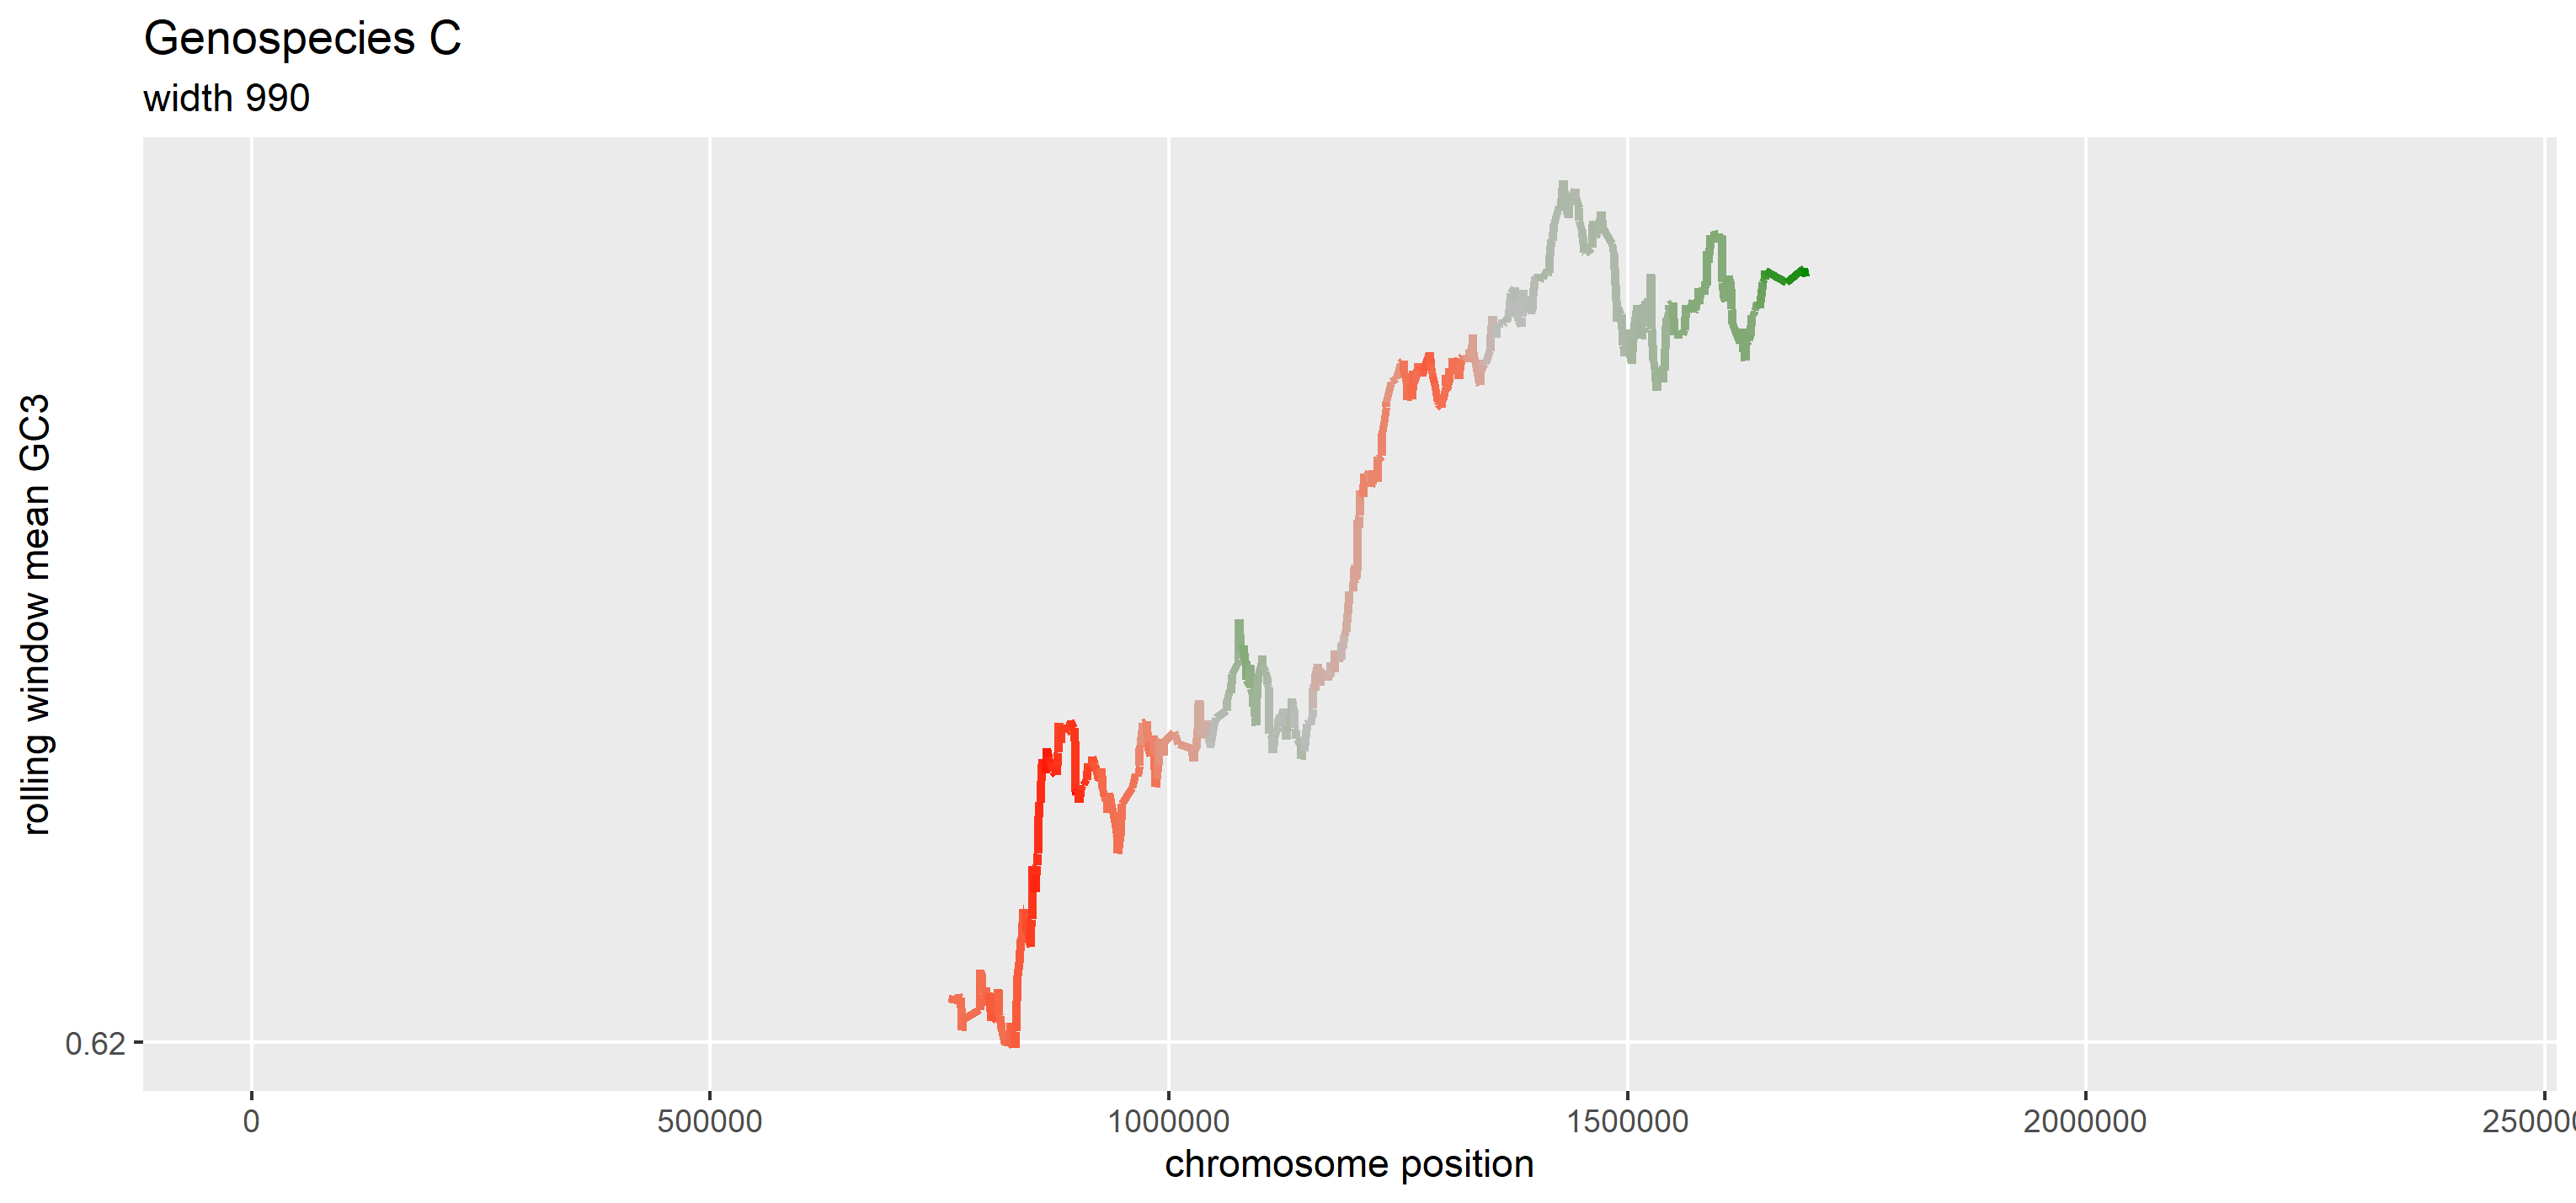 Genospecies C
width 990
rolling window mean GC3
0.62
0 500000 1000000 1500000 2000000 250000
chromosome position